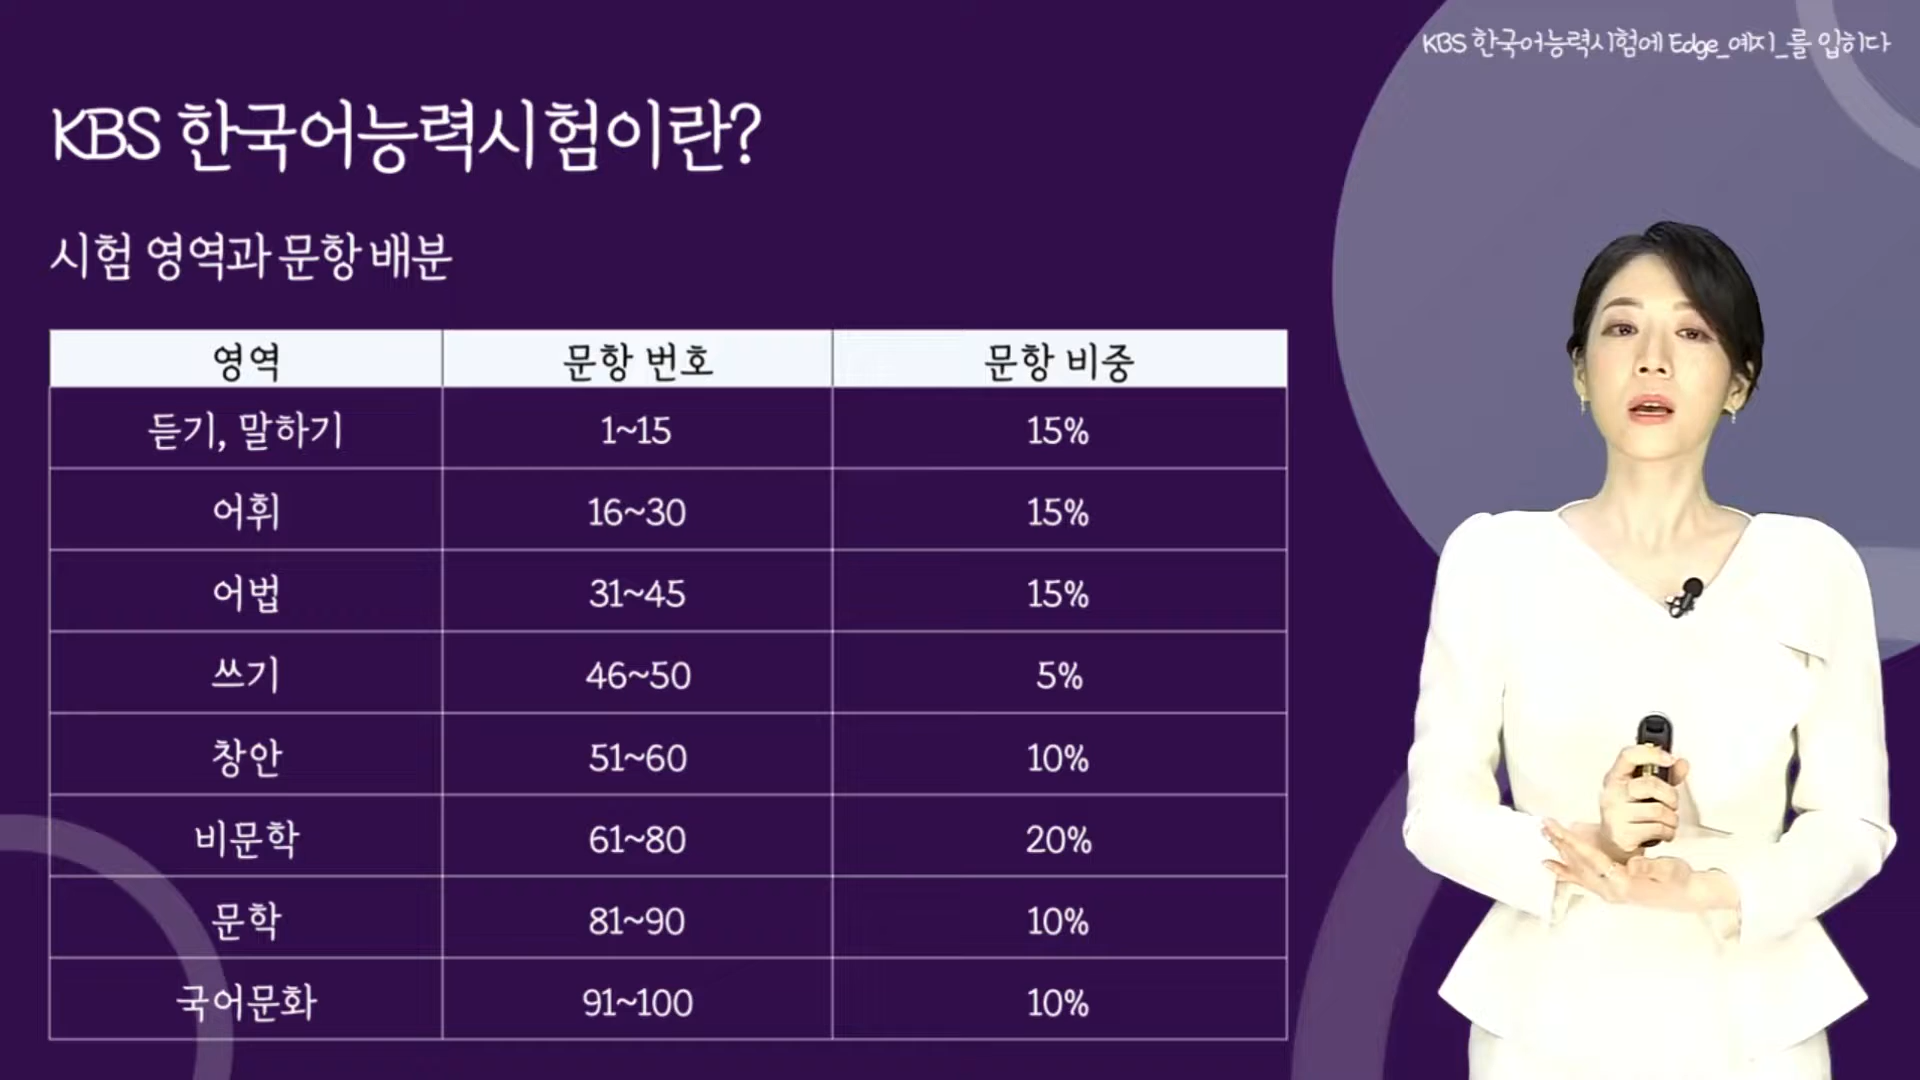 KBS 한국어능력시험에 Edge_예지_를 입히다
KBS 한국어능력시험이란?
시험 영역과 문항 배분
영역 문항 번호 문항 비중
듣기, 말하기 1~15 15%
어휘 16~30 15%
어법 31~45 15%
쓰기 46~50 5%
창안 51~60 10%
비문학 61~80 20%
문학 81~90 10%
국어문화 91~100 10%